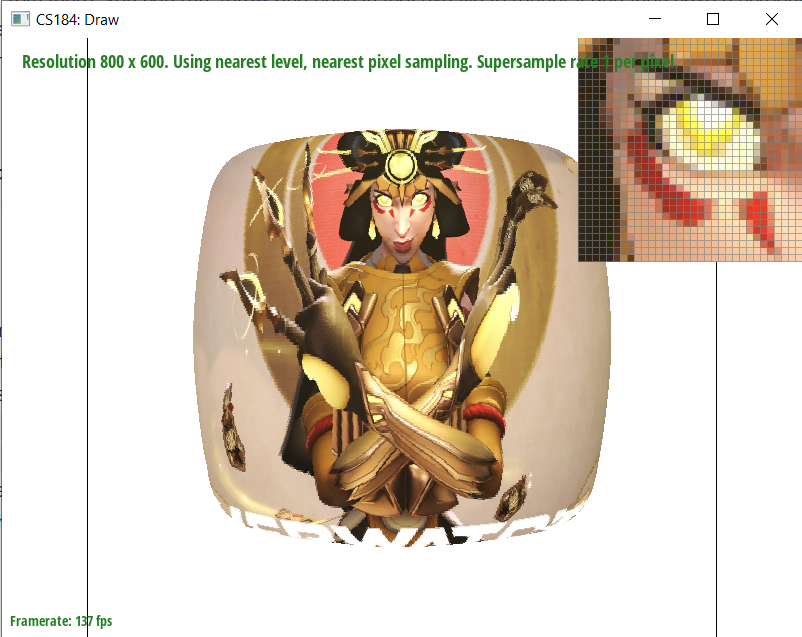 CS184: Draw
Resolution 800 x 600. Using nearest level, nearest pixel sampling. Supersample rate 1 per pixel.
Framerate: 137 fps